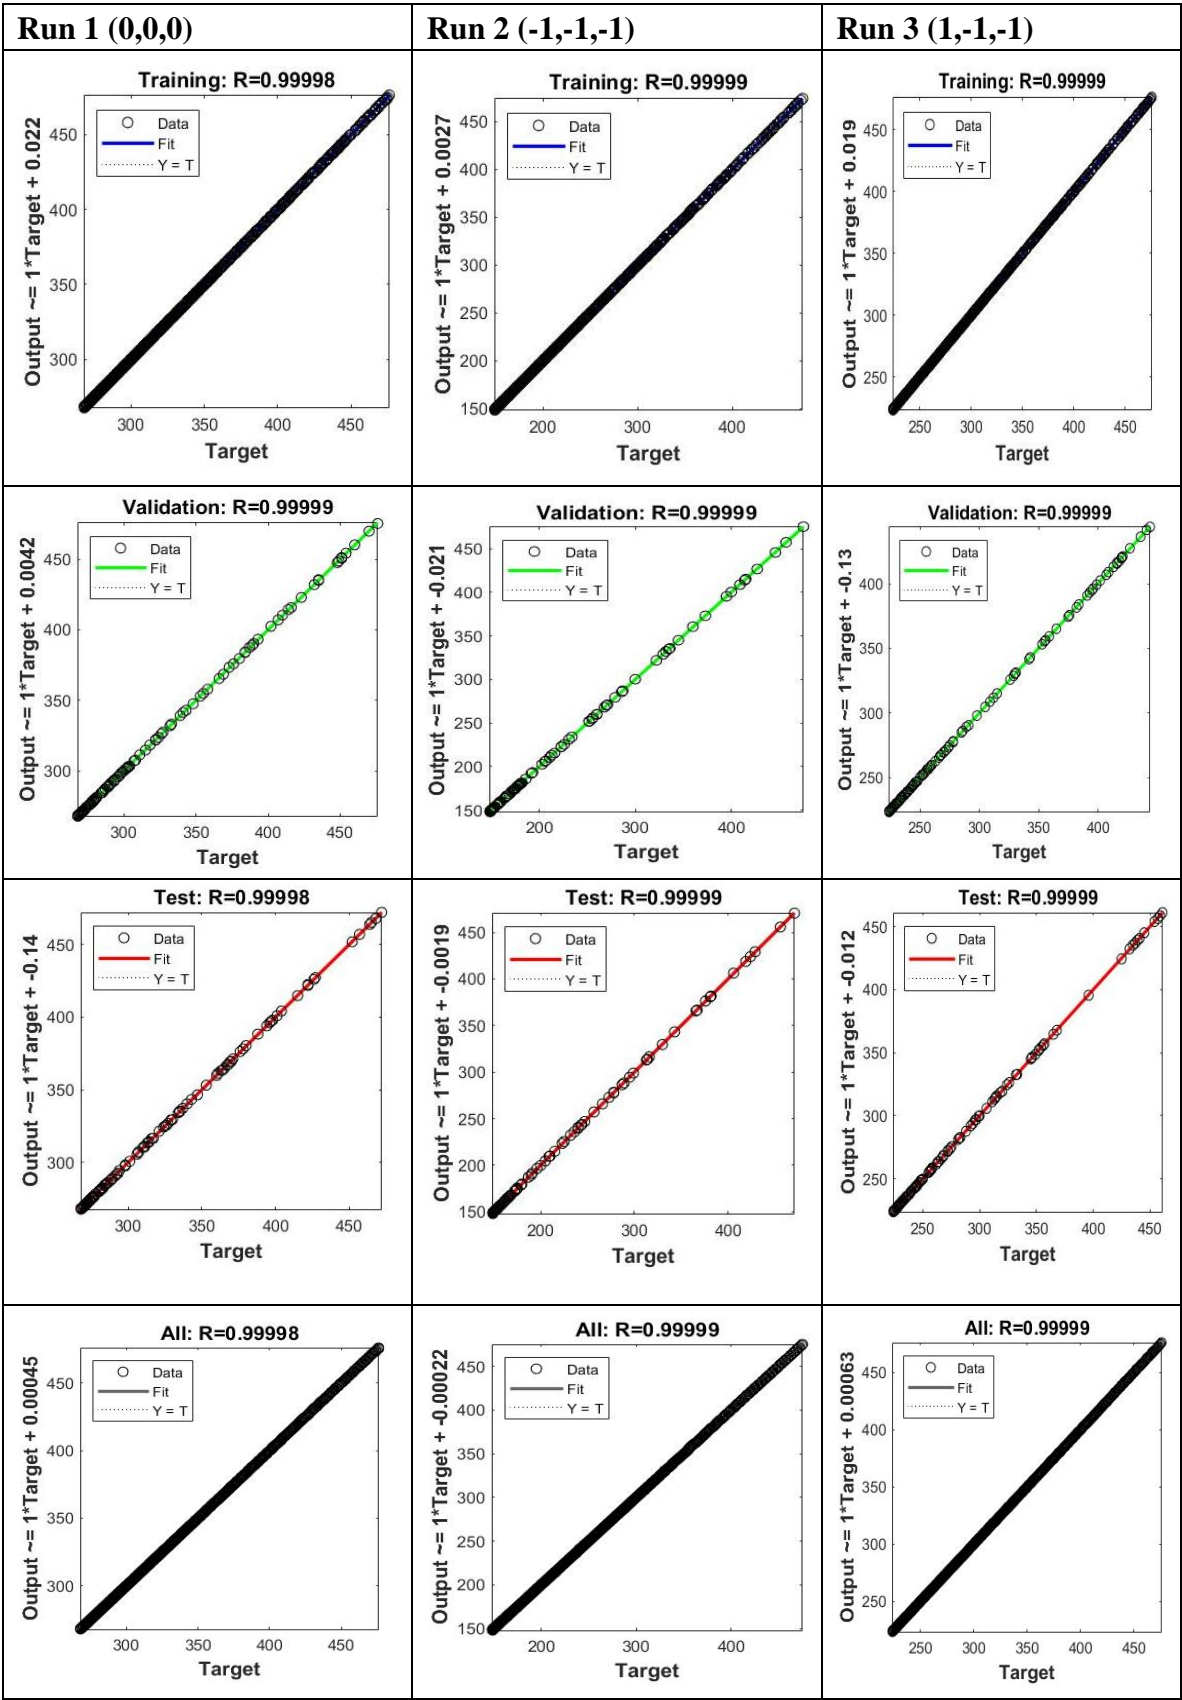 Run 1 (0,0,0)
Run 2 (-1,-1,-1)
Run 3 (1,-1,-1)
Training: R=0.99998
Output ~= 1*Target + 0.022
Data
Fit
Y = T
450
400
350
300
300 350 400 450
Target
Training: R=0.99999
Output ~= 1*Target + 0.0027
Data
Fit
Y = T
450
400
350
300
250
200
150
200 300 400
Target
Training: R=0.99999
Output ~= 1*Target + 0.019
Data
Fit
Y = T
450
400
350
300
250
250 300 350 400 450
Target
Validation: R=0.99999
Output ~= 1*Target + 0.0042
Data
Fit
Y = T
450
400
350
300
300 350 400 450
Target
Validation: R=0.99999
Output ~= 1*Target + -0.021
Data
Fit
Y = T
450
400
350
300
250
200
150
200 300 400
Target
Validation: R=0.99999
Output ~= 1*Target + -0.13
Data
Fit
Y = T
400
350
300
250
250 300 350 400
Target
Test: R=0.99998
Output ~= 1*Target + -0.14
Data
Fit
Y = T
450
400
350
300
300 350 400 450
Target
Test: R=0.99999
Output ~= 1*Target + -0.0019
Data
Fit
Y = T
450
400
350
300
250
200
150
200 300 400
Target
Test: R=0.99999
Output ~= 1*Target + -0.012
Data
Fit
Y = T
450
400
350
300
250
250 300 350 400 450
Target
All: R=0.99998
Output ~= 1*Target + 0.00045
Data
Fit
Y = T
450
400
350
300
300 350 400 450
Target
All: R=0.99999
Output ~= 1*Target + -0.00022
Data
Fit
Y = T
450
400
350
300
250
200
150
200 300 400
Target
All: R=0.99999
Output ~= 1*Target + 0.00063
Data
Fit
Y = T
450
400
350
300
250
250 300 350 400 450
Target